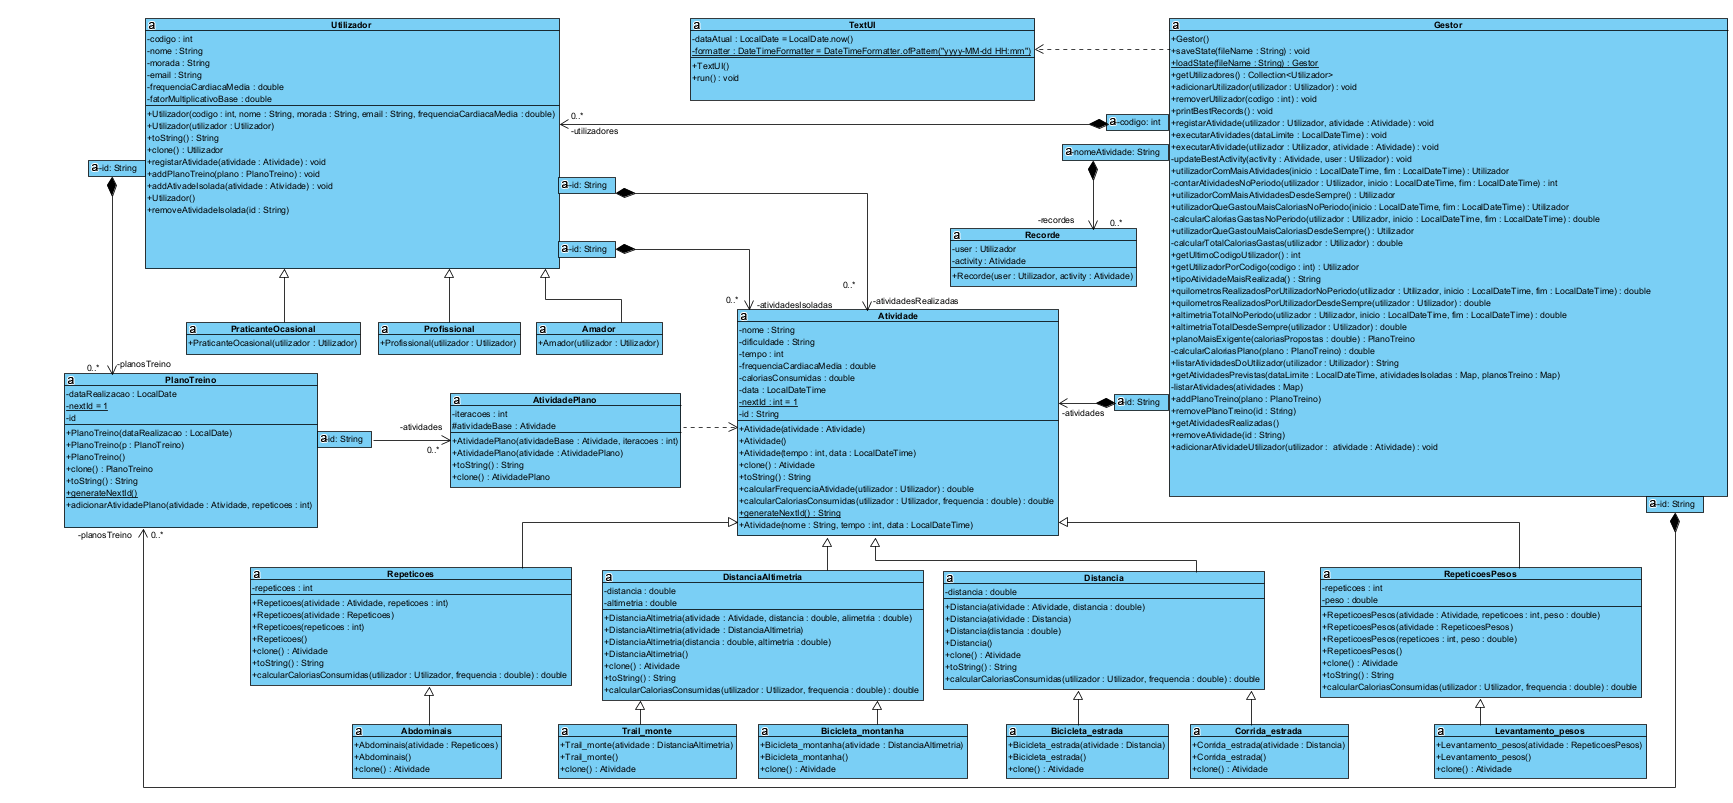 Utilizador
-codigo : int
-nome : String
-morada : String
-email : String
-frequenciaCardiacaMedia : double
-fatorMultiplicativoBase : double
+Utilizador(codigo : int, nome : String, morada : String, email : String, frequenciaCardiacaMedia : double)
+Utilizador(utilizador : Utilizador)
+toString() : String
+clone() : Utilizador
+registarAtividade(atividade : Atividade) : void
+addPlanoTreino(plano : PlanoTreino) : void
+addAtivadeIsolada(atividade : Atividade) : void
+Utilizador()
+removeAtividadeIsolada(id : String)
TextUI
-dataAtual : LocalDate = LocalDate.now()
-formatter : DateTimeFormatter = DateTimeFormatter.ofPattern("yyyy-MM-dd HH:mm")
+TextUI()
+run() : void
Gestor
+Gestor()
+saveState(fileName : String) : void
+loadState(fileName : String) : Gestor
+getUtilizadores() : Collection<Utilizador>
+adicionarUtilizador(utilizador : Utilizador) : void
+removerUtilizador(codigo : int) : void
+printBestRecords() : void
+registarAtividade(utilizador : Utilizador, atividade : Atividade) : void
+executarAtividades(dataLimite : LocalDateTime) : void
+executarAtividade(utilizador : Utilizador, atividade : Atividade) : void
-updateBestActivity(activity : Atividade, user : Utilizador) : void
+utilizadorComMaisAtividades(inicio : LocalDateTime, fim : LocalDateTime) : Utilizador
-contarAtividadesNoPeriodo(utilizador : Utilizador, inicio : LocalDateTime, fim : LocalDateTime) : int
+utilizadorComMaisAtividadesDesdeSempre() : Utilizador
+utilizadorQueGastouMaisCaloriasNoPeriodo(inicio : LocalDateTime, fim : LocalDateTime) : Utilizador
-calcularCaloriasGastasNoPeriodo(utilizador : Utilizador, inicio : LocalDateTime, fim : LocalDateTime) : double
+utilizadorQueGastouMaisCaloriasDesdeSempre() : Utilizador
-calcularTotalCaloriasGastas(utilizador : Utilizador) : double
+getUltimoCodigoUtilizador() : int
+getUtilizadorPorCodigo(codigo : int) : Utilizador
+tipoAtividadeMaisRealizada() : String
+quilometrosRealizadosPorUtilizadorNoPeriodo(utilizador : Utilizador, inicio : LocalDateTime, fim : LocalDateTime) : double
+quilometrosRealizadosPorUtilizadorDesdeSempre(utilizador : Utilizador) : double
+altimetriaTotalNoPeriodo(utilizador : Utilizador, inicio : LocalDateTime, fim : LocalDateTime) : double
+altimetriaTotalDesdeSempre(utilizador : Utilizador) : double
+planoMaisExigente(caloriasPropostas : double) : PlanoTreino
-calcularCaloriasPlano(plano : PlanoTreino) : double
+listarAtividadesDoUtilizador(utilizador : Utilizador) : String
+getAtividadesPrevistas(dataLimite : LocalDateTime, atividadesIsoladas : Map, planosTreino : Map)
-listarAtividades(atividades : Map)
+addPlanoTreino(plano : PlanoTreino)
+removePlanoTreino(id : String)
+getAtividadesRealizadas()
+removeAtividade(id : String)
+adicionarAtividadeUtilizador( : atividade : Atividade) : void
0..*
-utilizadores
-codigo: int
-nomeAtividade: String
-id: String
-id: String
-id: String
-recordes
0..*
Recorde
-user : Utilizador
-activity : Atividade
+Recorde(user : Utilizador, activity : Atividade)
0..*
-atividadesIsoladas
0..*
-atividadesRealizadas
PraticanteOcasional
+PraticanteOcasional(utilizador : Utilizador)
Profissional
+Profissional(utilizador : Utilizador)
Amador
+Amador(utilizador : Utilizador)
0..*
-planosTreino
PlanoTreino
-dataRealizacao : LocalDate
-nextId = 1
-id
+PlanoTreino(dataRealizacao : LocalDate)
+PlanoTreino(p : PlanoTreino)
+PlanoTreino()
+clone() : PlanoTreino
+toString() : String
+generateNextId()
+adicionarAtividadePlano(atividade : Atividade, repeticoes : int)
-id: String
-atividades
0..*
AtividadePlano
-iteracoes : int
#atividadeBase : Atividade
+AtividadePlano(atividadeBase : Atividade, iteracoes : int)
+AtividadePlano(atividade : AtividadePlano)
+toString() : String
+clone() : AtividadePlano
Atividade
-nome : String
-dificuldade : String
-tempo : int
-frequenciaCardiacaMedia : double
-caloriasConsumidas : double
-data : LocalDateTime
-nextId : int = 1
-id : String
+Atividade(atividade : Atividade)
+Atividade()
+Atividade(tempo : int, data : LocalDateTime)
+clone() : Atividade
+toString() : String
+calcularFrequenciaAtividade(utilizador : Utilizador) : double
+calcularCaloriasConsumidas(utilizador : Utilizador, frequencia : double) : double
+generateNextId() : String
+Atividade(nome : String, tempo : int, data : LocalDateTime)
-id: String
-atividades
-id: String
-planosTreino
0..*
Repeticoes
-repeticoes : int
+Repeticoes(atividade : Atividade, repeticoes : int)
+Repeticoes(atividade : Repeticoes)
+Repeticoes(repeticoes : int)
+Repeticoes()
+clone() : Atividade
+toString() : String
+calcularCaloriasConsumidas(utilizador : Utilizador, frequencia : double) : double
DistanciaAltimetria
-distancia : double
-altimetria : double
+DistanciaAltimetria(atividade : Atividade, distancia : double, alimetria : double)
+DistanciaAltimetria(atividade : DistanciaAltimetria)
+DistanciaAltimetria(distancia : double, altimetria : double)
+DistanciaAltimetria()
+clone() : Atividade
+toString() : String
+calcularCaloriasConsumidas(utilizador : Utilizador, frequencia : double) : double
Distancia
-distancia : double
+Distancia(atividade : Atividade, distancia : double)
+Distancia(atividade : Distancia)
+Distancia(distancia : double)
+Distancia()
+clone() : Atividade
+toString() : String
+calcularCaloriasConsumidas(utilizador : Utilizador, frequencia : double) : double
RepeticoesPesos
-repeticoes : int
-peso : double
+RepeticoesPesos(atividade : Atividade, repeticoes : int, peso : double)
+RepeticoesPesos(atividade : RepeticoesPesos)
+RepeticoesPesos(repeticoes : int, peso : double)
+RepeticoesPesos()
+clone() : Atividade
+toString() : String
+calcularCaloriasConsumidas(utilizador : Utilizador, frequencia : double) : double
Abdominais
+Abdominais(atividade : Repeticoes)
+Abdominais()
+clone() : Atividade
Trail_monte
+Trail_monte(atividade : DistanciaAltimetria)
+Trail_monte()
+clone() : Atividade
Bicicleta_montanha
+Bicicleta_montanha(atividade : DistanciaAltimetria)
+Bicicleta_montanha()
+clone() : Atividade
Bicicleta_estrada
+Bicicleta_estrada(atividade : Distancia)
+Bicicleta_estrada()
+clone() : Atividade
Corrida_estrada
+Corrida_estrada(atividade : Distancia)
+Corrida_estrada()
+clone() : Atividade
Levantamento_pesos
+Levantamento_pesos(atividade : RepeticoesPesos)
+Levantamento_pesos()
+clone() : Atividade